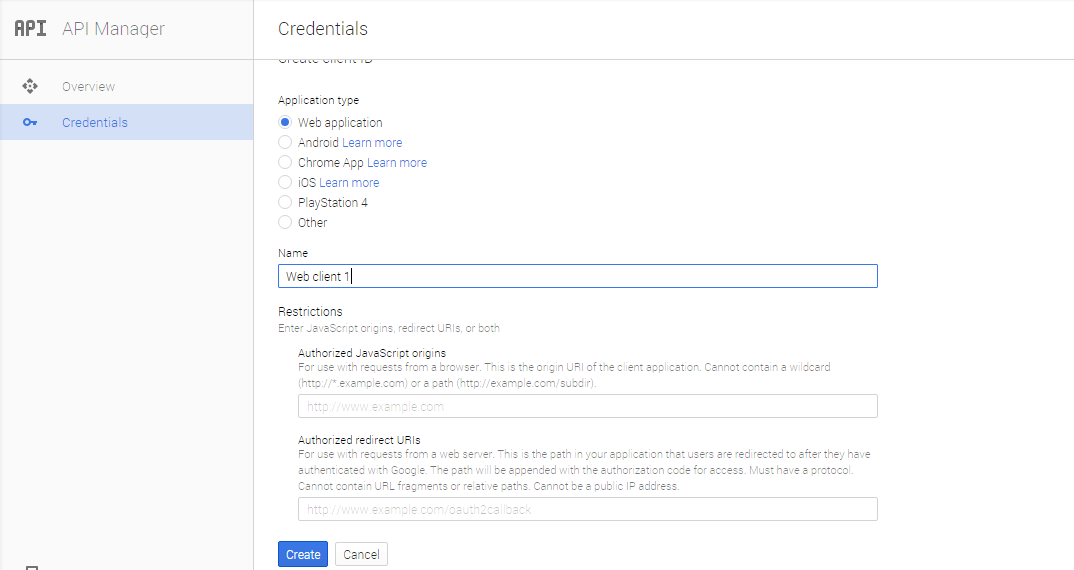 API API Manager
Credentials
Overview
Credentials
Create client ID
Application type
Web application
Android Learn more
Chrome App Learn more
iOS Learn more
PlayStation 4
Other
Name
Web client 1
Restrictions
Enter JavaScript origins, redirect URIs, or both
Authorized JavaScript origins
For use with requests from a browser. This is the origin URI of the client application. Cannot contain a wildcard
(http://*.example.com) or a path (http://example.com/subdir).
http://www.example.com
Authorized redirect URIs
For use with requests from a web server. This is the path in your application that users are redirected to after they have
authenticated with Google. The path will be appended with the authorization code for access. Must have a protocol.
Cannot contain URL fragments or relative paths. Cannot be a public IP address.
http://www.example.com/oauth2callback
Create Cancel